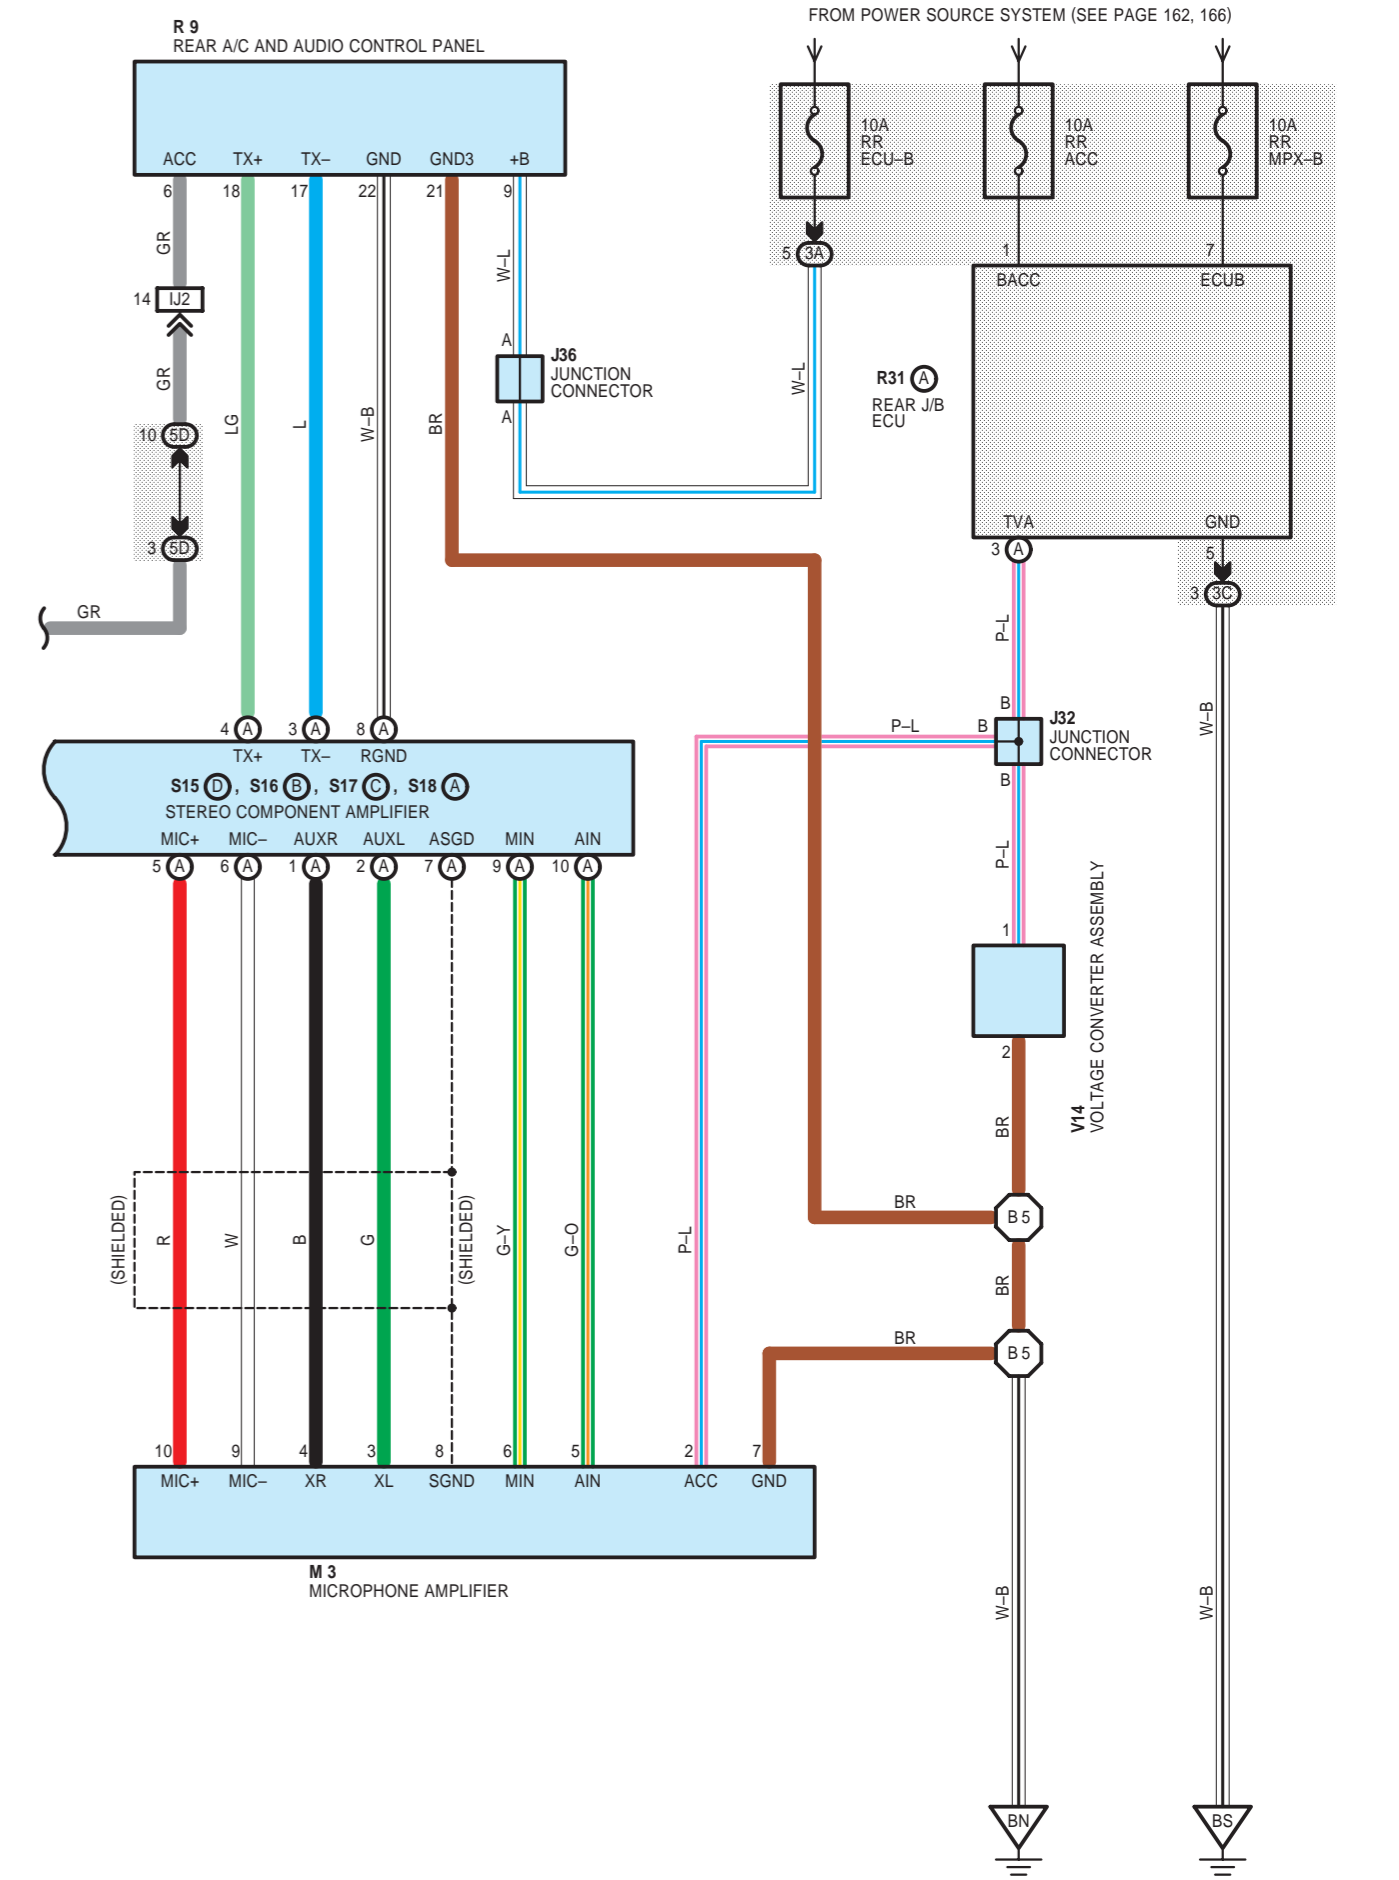 FROM POWER SOURCE SYSTEM (SEE PAGE 162, 166)
R 9
REAR A/C AND AUDIO CONTROL PANEL
ACC TX+ TX– GND GND3 +B
6 18 17 22 21 9
10A
RR
ECU–B
10A
RR
ACC
10A
RR
MPX–B
5 3A
1 7
BACC ECUB
GR
W–L
14 IJ2
A
J36
JUNCTION
CONNECTOR
A
GR
LG
L
W–B
BR
W–L
R31 A
REAR J/B
ECU
10 5D
3 5D
GR
TVA GND
3 A
5
3 3C
P–L
W–B
4 A 3 A 8 A
TX+ TX– RGND
S15 D , S16 B , S17 C , S18 A
STEREO COMPONENT AMPLIFIER
MIC+ MIC– AUXR AUXL ASGD MIN AIN
5 A 6 A 1 A 2 A 7 A 9 A 10 A
P–L
B
B
J32
JUNCTION
CONNECTOR
B
P–L
1
V14
VOLTAGE CONVERTER ASSEMBLY
2
BR
(SHIELDED)
R
W
B
G
(SHIELDED)
G–Y
G–O
P–L
BR
B 5
BR
BR
B 5
10 9 4 3 8 6 5 2 7
MIC+ MIC– XR XL SGND MIN AIN ACC GND
M 3
MICROPHONE AMPLIFIER
W–B
W–B
BN
BS